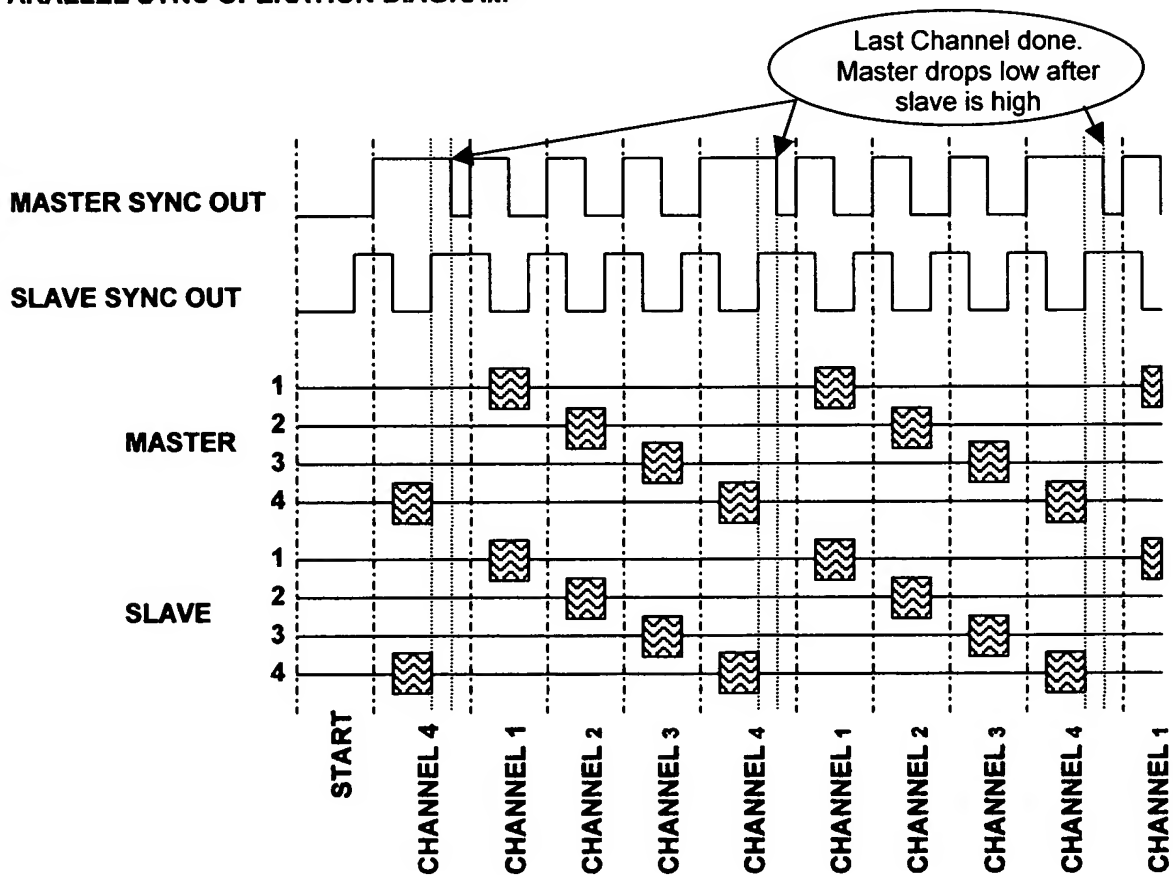 Last Channel done.
Master drops low after
slave is high
MASTER SYNC OUT
SLAVE SYNC OUT
1
2
MASTER
3
4
1
2
SLAVE
3
4
START
CHANNEL 4
CHANNEL 1
CHANNEL 2
CHANNEL 3
CHANNEL 4
CHANNEL 1
CHANNEL 2
CHANNEL 3
CHANNEL 4
CHANNEL 1